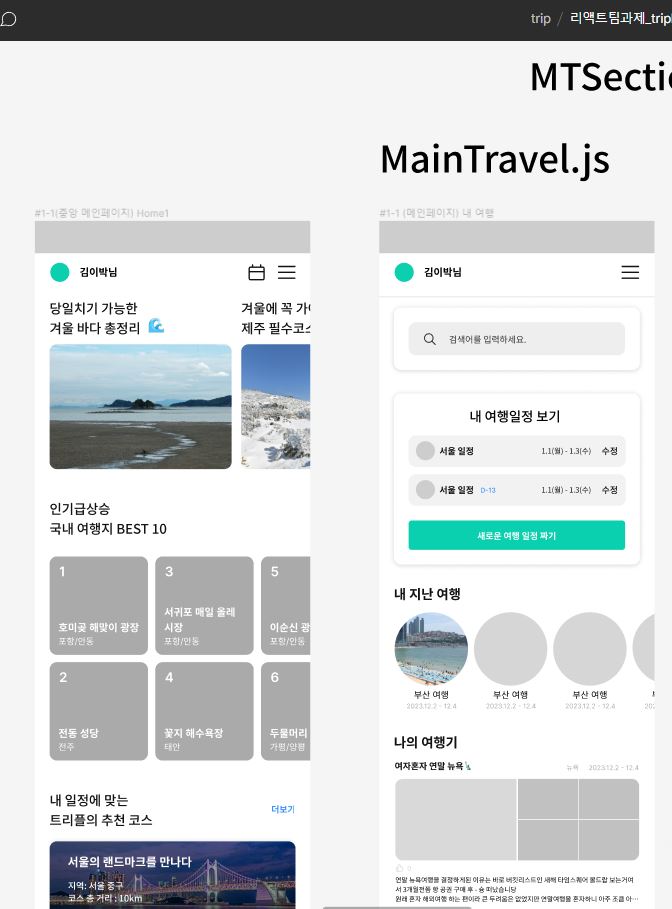 trip / 리액트팀과제_trip
MTSectio
MainTravel.js
#1-1(중앙 메인페이지) Home1
김이박님
당일치기 가능한
겨울 바다 총정리
겨울에 꼭 가
제주 필수코스
인기급상승
국내 여행지 BEST 10
1
호미곶 해맞이 광장
포항/안동
3
서귀포 매일 올레
시장
포항/안동
5
이순신 광
포항/안동
2
전동 성당
전주
4
꽃지 해수욕장
태안
6
두물머리
가평/양평
내 일정에 맞는
트리플의 추천 코스
더보기
서울의 랜드마크를 만나다
지역: 서울 중구
코스 총 거리 : 10km
#1-1 (메인페이지) 내 여행
김이박님
검색어를 입력하세요.
내 여행일정 보기
서울 일정 1.1(월) - 1.3(수) 수정
서울 일정 D-13 1.1(월) - 1.3(수) 수정
새로운 여행 일정 짜기
내 지난 여행
부산 여행
2023.12.2 - 12.4
부산 여행
2023.12.2 - 12.4
부산 여행
2023.12.2 - 12.4
202
나의 여행기
여자혼자 연말 뉴욕
뉴욕 2023.12.2 - 12.4
0
연말 뉴욕여행을 결정하게된 이유는 바로 버킷리스트인 새해 타임스퀘어 볼드랍 보는거여
서 3개월전쯤 항공권 구매 후 - 숑 떠났습니당
원래 혼자 해외여행 하는 편이라 큰 두려움은 없었지만 연말여행을 혼자하니 아주 조금 아…